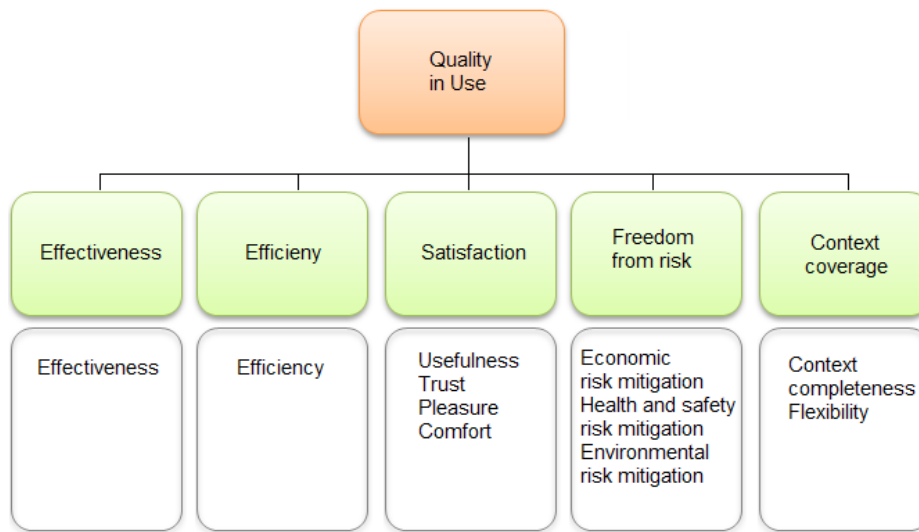 Quality
in Use
Effectiveness
Efficieny
Satisfaction
Freedom
from risk
Context
coverage
Effectiveness
Efficiency
Usefulness
Trust
Pleasure
Comfort
Economic
risk mitigation
Health and safety
risk mitigation
Environmental
risk mitigation
Context
completeness
Flexibility